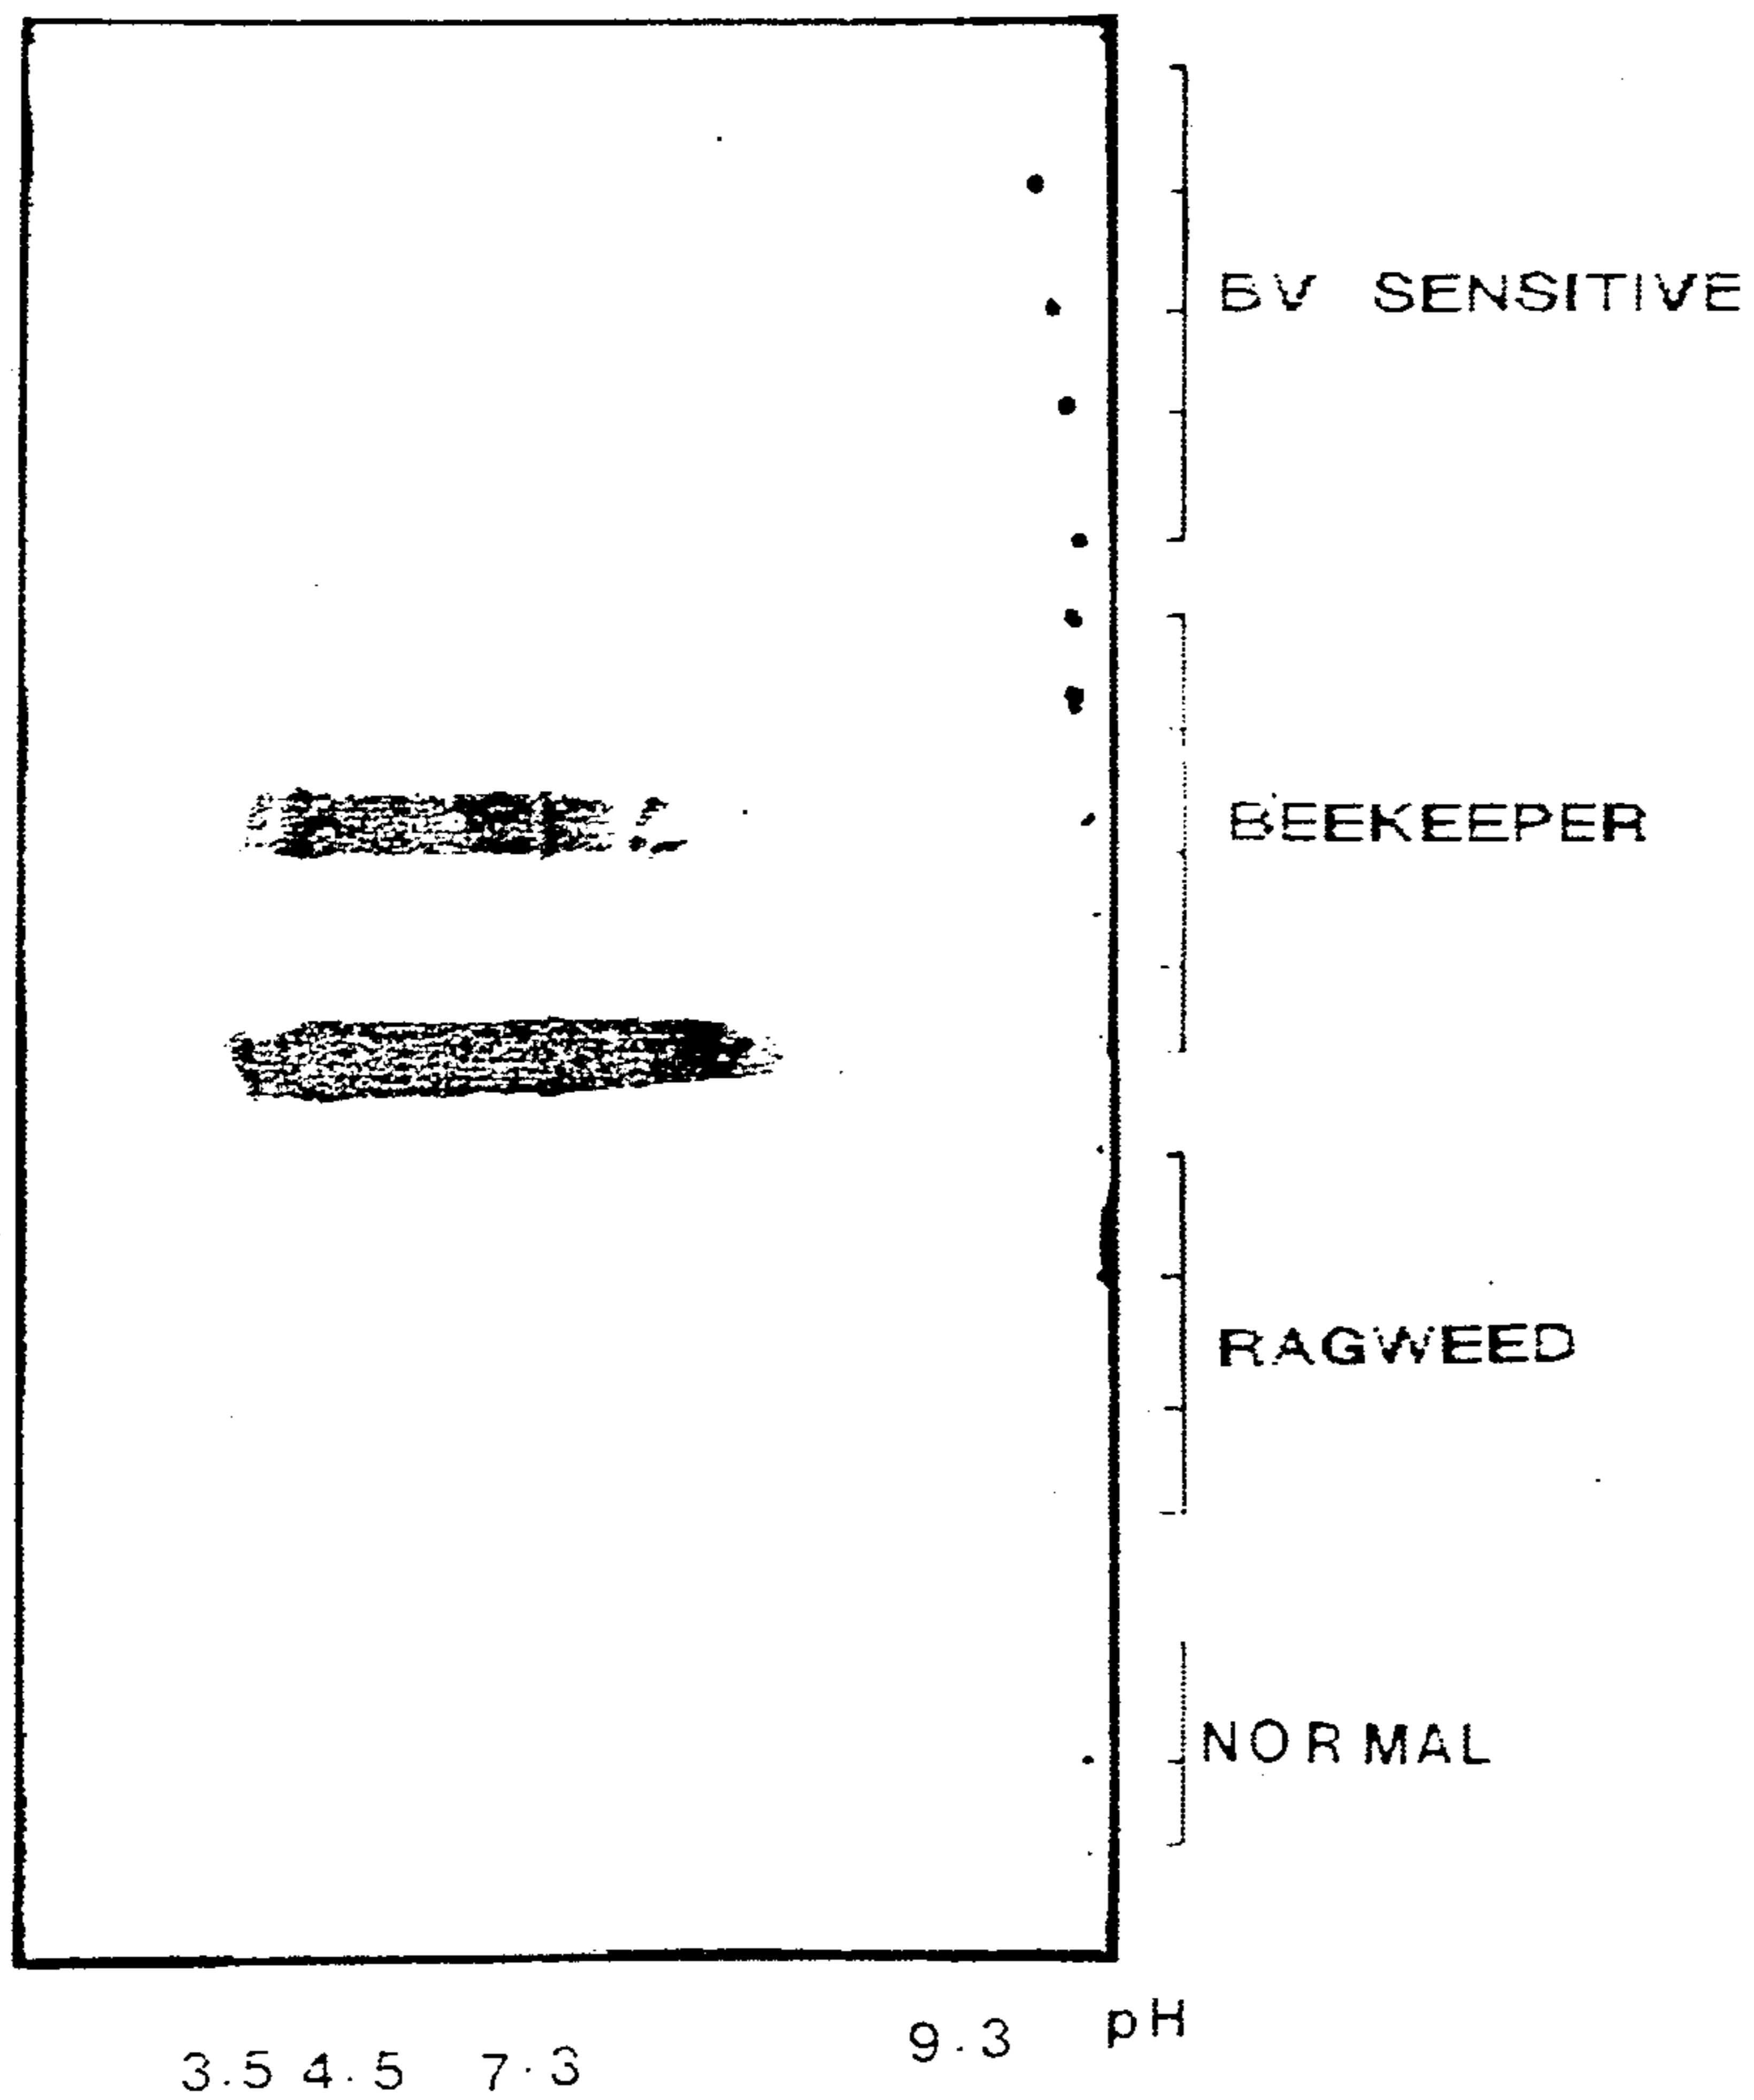 BV SENSITIVE
BEEKEEPER
RAGWEED
NORMAL
3.5 4.5 7.3 9.3 pH